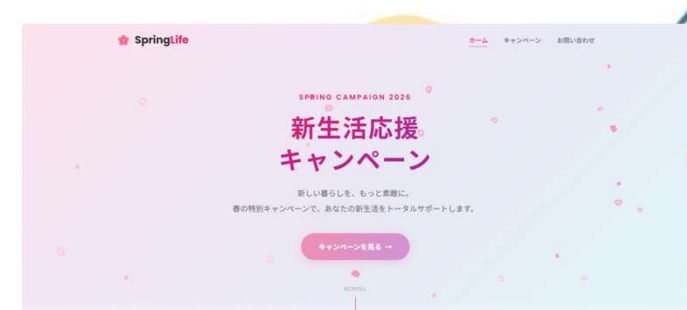 SpringLife
ホーム キャンペーン お問い合わせ
SPRING CAMPAIGN 2026
新生活応援
キャンペーン
新しい暮らしを、もっと素敵に。
春の特別キャンペーンで、あなたの新生活をトータルサポートします。
キャンペーンを見る →
SCROLL